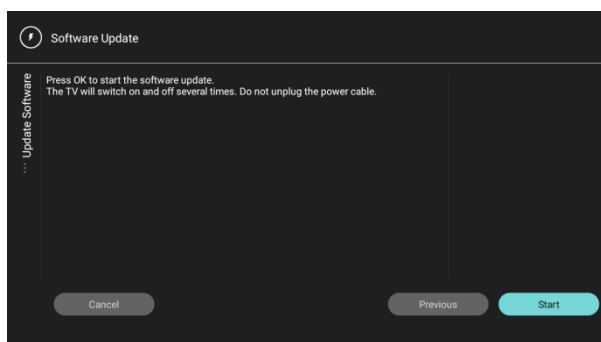 Software Update
... Update Software
Press OK to start the software update.
The TV will switch on and off several times. Do not unplug the power cable.
Cancel
Previous
Start